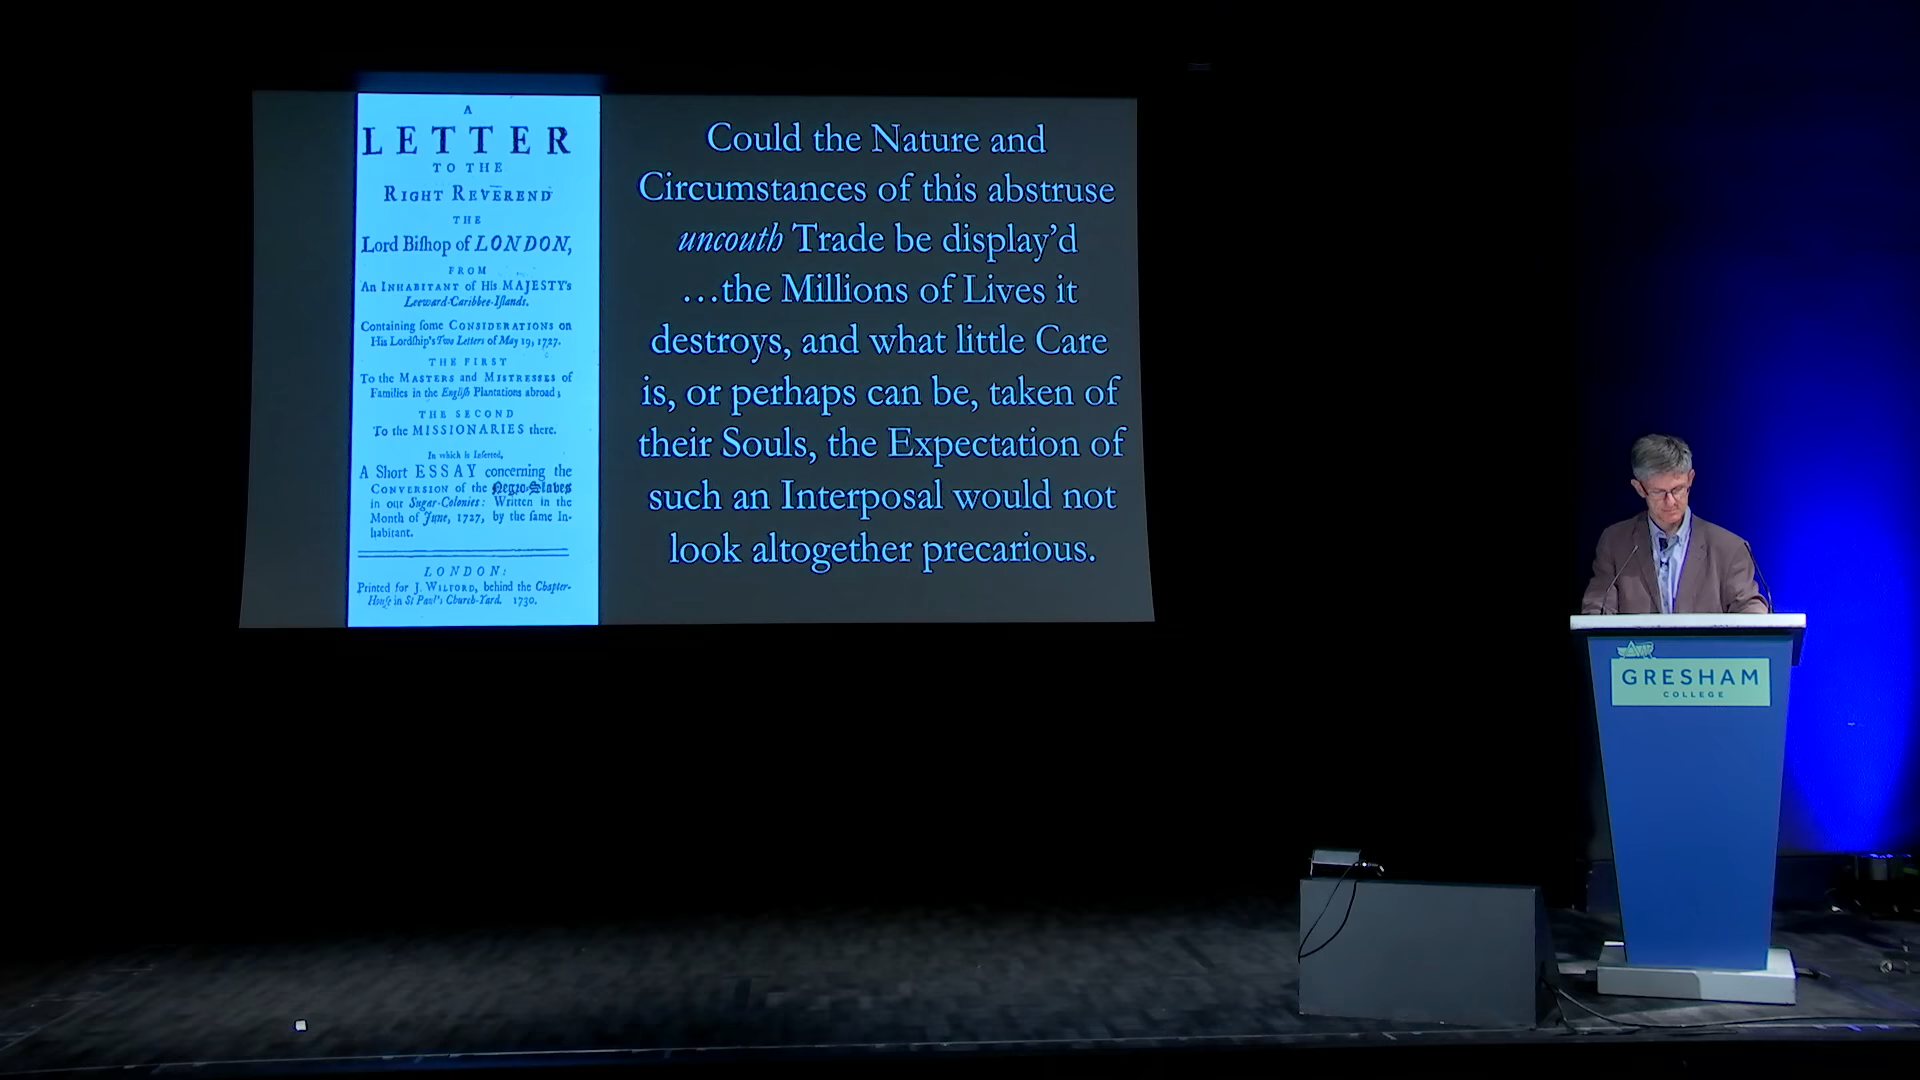 A
LETTER
TO THE
RIGHT REVEREND
THE
Lord Biſhop of LONDON,
FROM
An INHABITANT of His MAJESTY's
Leeward-Caribbee-Iſlands.
Containing ſome CONSIDERATIONS on
His Lordſhip's Two Letters of May 19, 1727.
THE FIRST
To the MASTERS and MISTRESSES of
Families in the Engliſh Plantations abroad;
THE SECOND
To the MISSIONARIES there.
In which is Inſerted,
A Short ESSAY concerning the
CONVERSION of the Negro-Slaves
in our Sugar-Colonies: Written in the
Month of June, 1727, by the ſame In-
habitant.
LONDON:
Printed for J. WILFORD, behind the Chapter-
Houſe in St Paul's Church-Yard. 1730.
Could the Nature and
Circumstances of this abstruse
uncouth Trade be display'd
…the Millions of Lives it
destroys, and what little Care
is, or perhaps can be, taken of
their Souls, the Expectation of
such an Interposal would not
look altogether precarious.
GRESHAM
COLLEGE